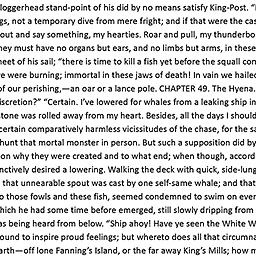 loggerhead stand-point of his did by no means satisfy King-Post. "
gs, not a temporary dive from mere fright; and if that were the cas
out and say something, my hearties. Roar and pull, my thunderbo
hey must have no organs but ears, and no limbs but arms, in these
neet of his sail; "there is time to kill a fish yet before the squall con
e were burning; immortal in these jaws of death! In vain we hailed
of our perishing,—an oar or a lance pole. CHAPTER 49. The Hyena.
iscretion?" "Certain. I've lowered for whales from a leaking ship in
tone was rolled away from my heart. Besides, all the days I should
certain comparatively harmless vicissitudes of the chase, for the sa
hunt that mortal monster in person. But such a supposition did by
on why they were created and to what end; when though, accord
nctively desired a lowering. Walking the deck with quick, side-lung
that unnearable spout was cast by one self-same whale; and that
to those fowls and these fish, seemed condemned to swim on ever
hich he had some time before emerged, still slowly dripping from
as being heard from below. "Ship ahoy! Have ye seen the White W
ound to inspire proud feelings; but whereto does all that circumna
arth—off lone Fanning's Island, or the far away King's Mills; how m